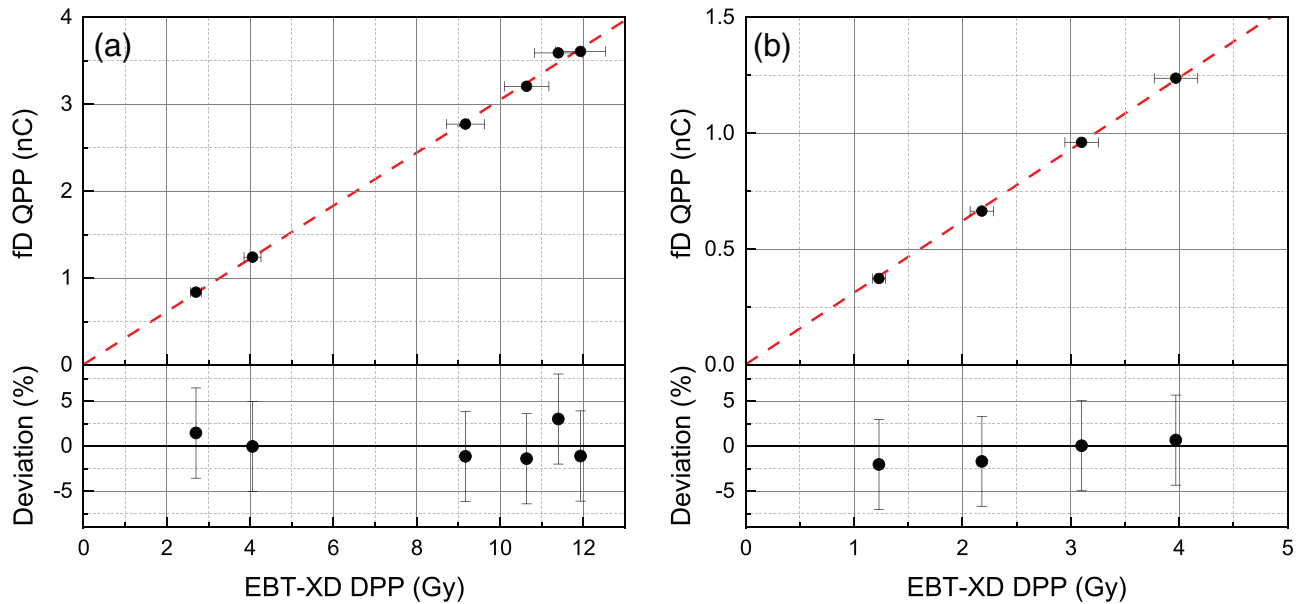 (a)
fD QPP (nC)
4
3
2
1
0
Deviation (%)
5
0
-5
0 2 4 6 8 10 12
EBT-XD DPP (Gy)
(b)
fD QPP (nC)
1.5
1.0
0.5
0.0
Deviation (%)
5
0
-5
0 1 2 3 4 5
EBT-XD DPP (Gy)